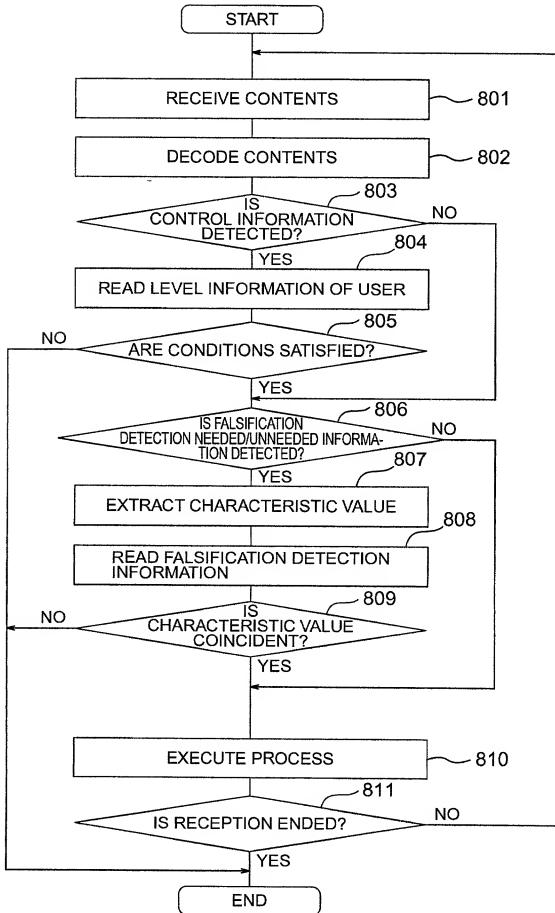 START
RECEIVE CONTENTS
801
DECODE CONTENTS
802
803
IS
CONTROL INFORMATION
DETECTED?
NO
YES
804
READ LEVEL INFORMATION OF USER
805
NO
ARE CONDITIONS SATISFIED?
YES
806
IS FALSIFICATION
DETECTION NEEDED/UNNEEDED INFORMA-
TION DETECTED?
NO
YES
807
EXTRACT CHARACTERISTIC VALUE
808
READ FALSIFICATION DETECTION
INFORMATION
809
NO
IS
CHARACTERISTIC VALUE
COINCIDENT?
YES
EXECUTE PROCESS
810
811
IS RECEPTION ENDED?
NO
YES
END